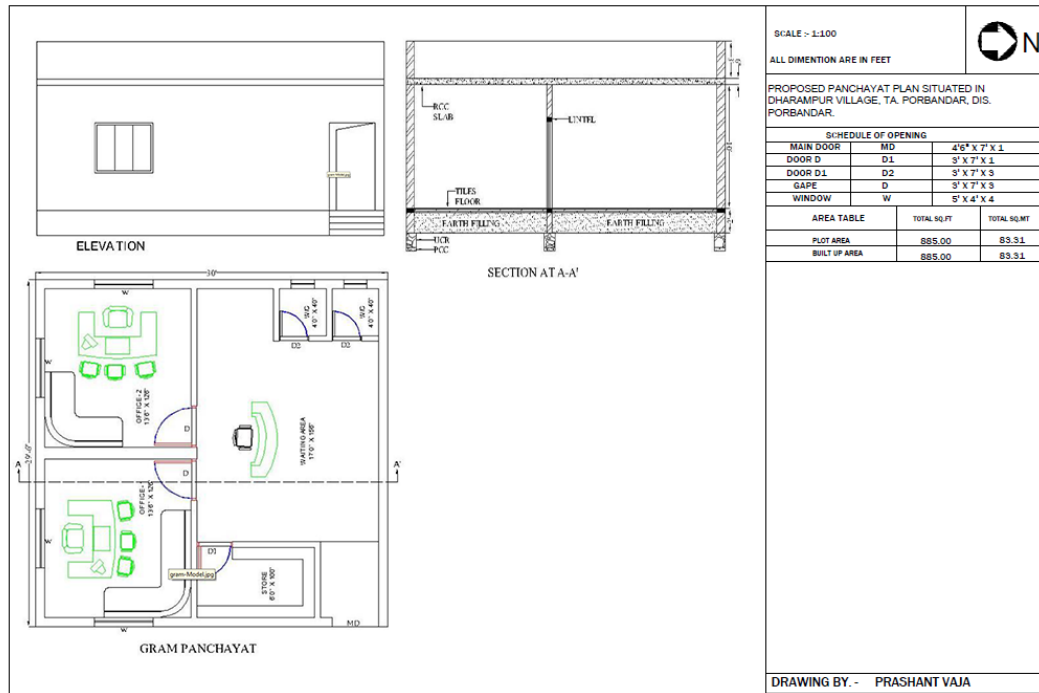 RCC
SLAB
LINTEL
TILES
FLOOR
EARTH FILLING
EARTH FILLING
UCR
PCC
ELEVATION
SECTION AT A-A'
30'
W
W
OFFICE-2
13'6" X 12'6"
D
W.C
4'0" X 4'0"
D2
W.C
4'0" X 4'0"
D2
WAITING AREA
17'0" X 15'6"
A
A'
D
OFFICE-1
13'6" X 12'6"
W
D1
gram-Model.jpg
STORE
6'0" X 10'0"
W
MD
GRAM PANCHAYAT
SCALE :- 1:100
ALL DIMENTION ARE IN FEET
N
PROPOSED PANCHAYAT PLAN SITUATED IN
DHARAMPUR VILLAGE, TA. PORBANDAR, DIS.
PORBANDAR.
SCHEDULE OF OPENING
MAIN DOOR MD 4'6" X 7' X 1
DOOR D D1 3' X 7' X 1
DOOR D1 D2 3' X 7' X 3
GAPE D 3' X 7' X 3
WINDOW W 5' X 4' X 4
AREA TABLE TOTAL SQ.FT TOTAL SQ.MT
PLOT AREA 885.00 83.31
BUILT UP AREA 885.00 83.31
DRAWING BY. - PRASHANT VAJA